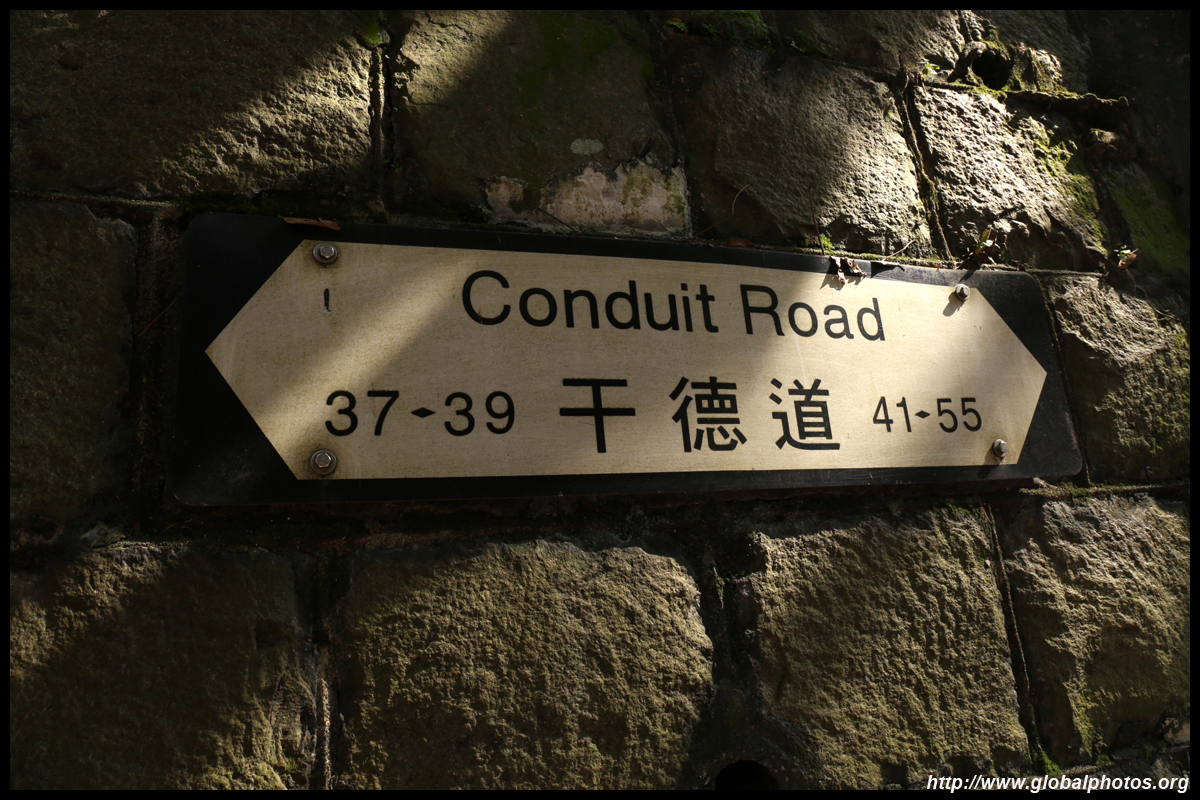 Conduit Road
37-39 干德道 41-55
http://www.globalphotos.org